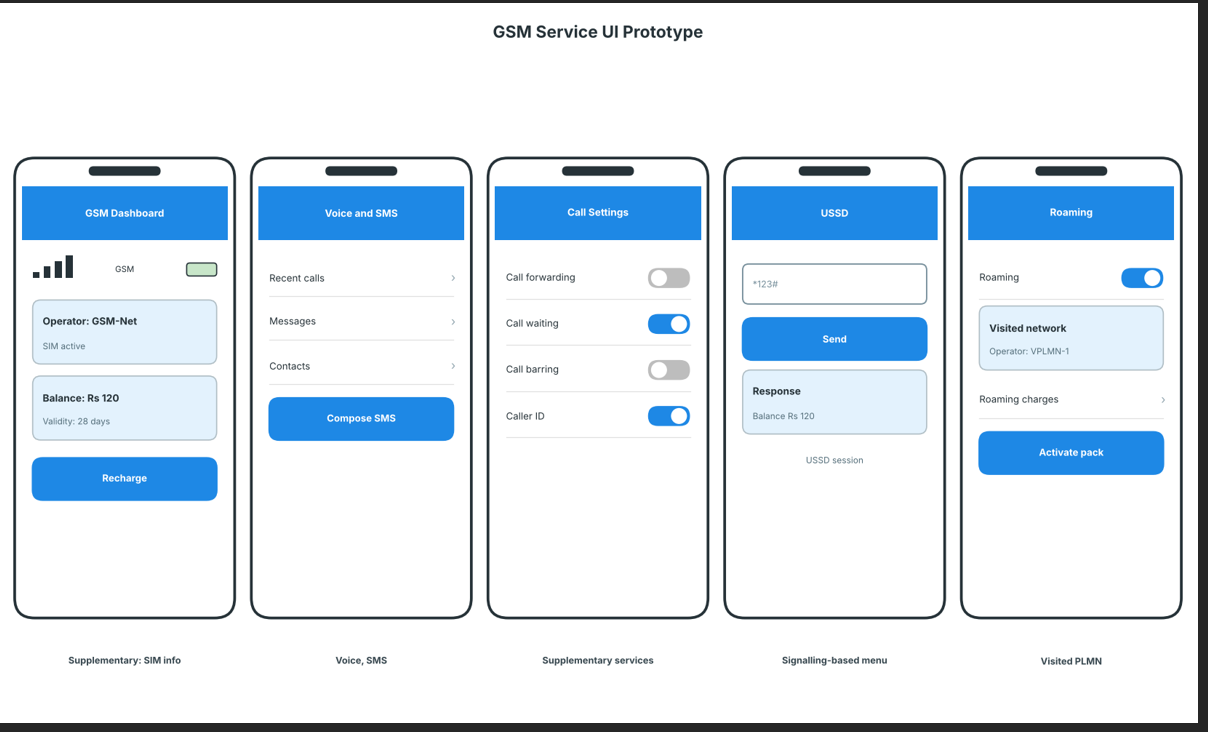 GSM Service UI Prototype
GSM Dashboard
GSM
Operator: GSM-Net
SIM active
Balance: Rs 120
Validity: 28 days
Recharge
Supplementary: SIM info
Voice and SMS
Recent calls
Messages
Contacts
Compose SMS
Voice, SMS
Call Settings
Call forwarding
Call waiting
Call barring
Caller ID
Supplementary services
USSD
*123#
Send
Response
Balance Rs 120
USSD session
Signalling-based menu
Roaming
Roaming
Visited network
Operator: VPLMN-1
Roaming charges
Activate pack
Visited PLMN